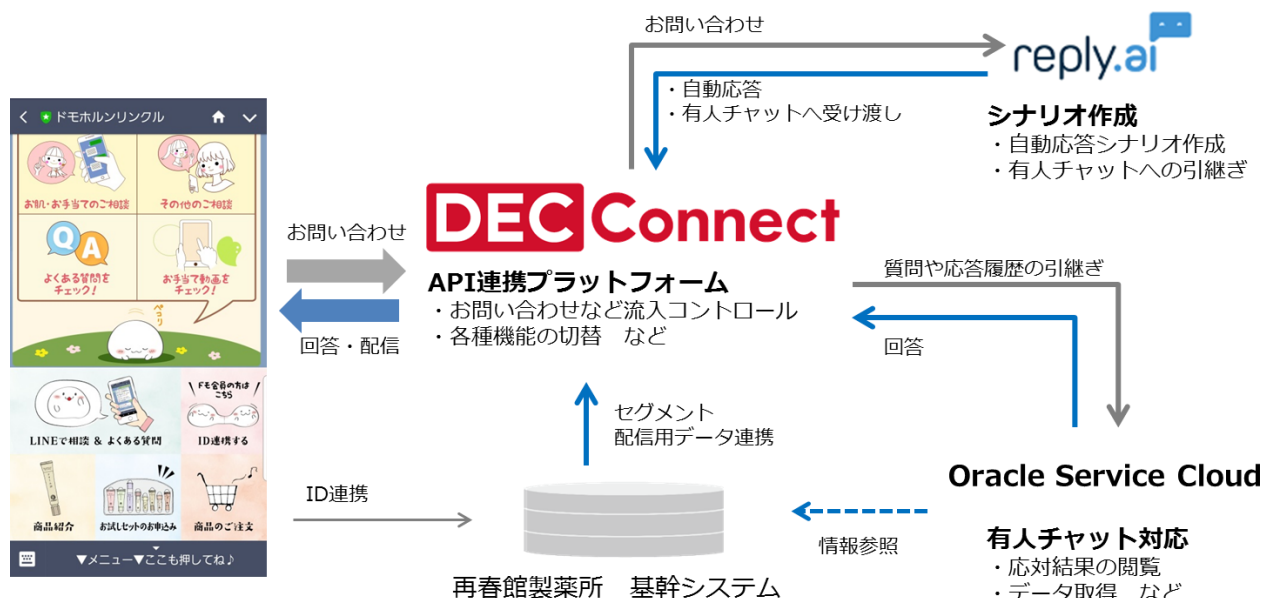 お問い合わせ
reply.ai
・自動応答
・有人チャットへ受け渡し
シナリオ作成
・自動応答シナリオ作成
・有人チャットへの引継ぎ
ドモホルンリンクル
お肌・お手当てのご相談
その他のご相談
Q A
よくある質問を
チェック!
お手当て動画を
チェック!
ペコリ
\ドモ会員の方は/
こちら
LINEで相談 & よくある質問
ID連携する
商品紹介
お試しセットのお申込み
商品のご注文
▼メニュー▼ここも押してね♪
お問い合わせ
回答・配信
DEC Connect
API連携プラットフォーム
・お問い合わせなど流入コントロール
・各種機能の切替 など
質問や応答履歴の引継ぎ
回答
セグメント
配信用データ連携
ID連携
再春館製薬所 基幹システム
情報参照
Oracle Service Cloud
有人チャット対応
・応対結果の閲覧
・データ取得 など